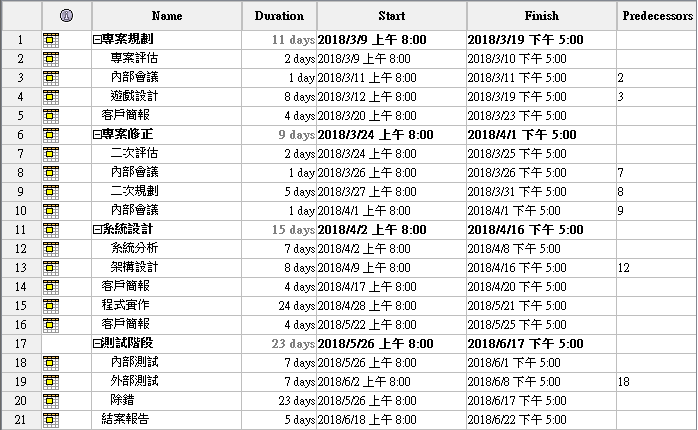 Name Duration Start Finish Predecessors
1 專案規劃 11 days 2018/3/9 上午 8:00 2018/3/19 下午 5:00
2 專案評估 2 days 2018/3/9 上午 8:00 2018/3/10 下午 5:00
3 內部會議 1 day 2018/3/11 上午 8:00 2018/3/11 下午 5:00 2
4 遊戲設計 8 days 2018/3/12 上午 8:00 2018/3/19 下午 5:00 3
5 客戶簡報 4 days 2018/3/20 上午 8:00 2018/3/23 下午 5:00
6 專案修正 9 days 2018/3/24 上午 8:00 2018/4/1 下午 5:00
7 二次評估 2 days 2018/3/24 上午 8:00 2018/3/25 下午 5:00
8 內部會議 1 day 2018/3/26 上午 8:00 2018/3/26 下午 5:00 7
9 二次規劃 5 days 2018/3/27 上午 8:00 2018/3/31 下午 5:00 8
10 內部會議 1 day 2018/4/1 上午 8:00 2018/4/1 下午 5:00 9
11 系統設計 15 days 2018/4/2 上午 8:00 2018/4/16 下午 5:00
12 系統分析 7 days 2018/4/2 上午 8:00 2018/4/8 下午 5:00
13 架構設計 8 days 2018/4/9 上午 8:00 2018/4/16 下午 5:00 12
14 客戶簡報 4 days 2018/4/17 上午 8:00 2018/4/20 下午 5:00
15 程式實作 24 days 2018/4/28 上午 8:00 2018/5/21 下午 5:00
16 客戶簡報 4 days 2018/5/22 上午 8:00 2018/5/25 下午 5:00
17 測試階段 23 days 2018/5/26 上午 8:00 2018/6/17 下午 5:00
18 內部測試 7 days 2018/5/26 上午 8:00 2018/6/1 下午 5:00
19 外部測試 7 days 2018/6/2 上午 8:00 2018/6/8 下午 5:00 18
20 除錯 23 days 2018/5/26 上午 8:00 2018/6/17 下午 5:00
21 結案報告 5 days 2018/6/18 上午 8:00 2018/6/22 下午 5:00